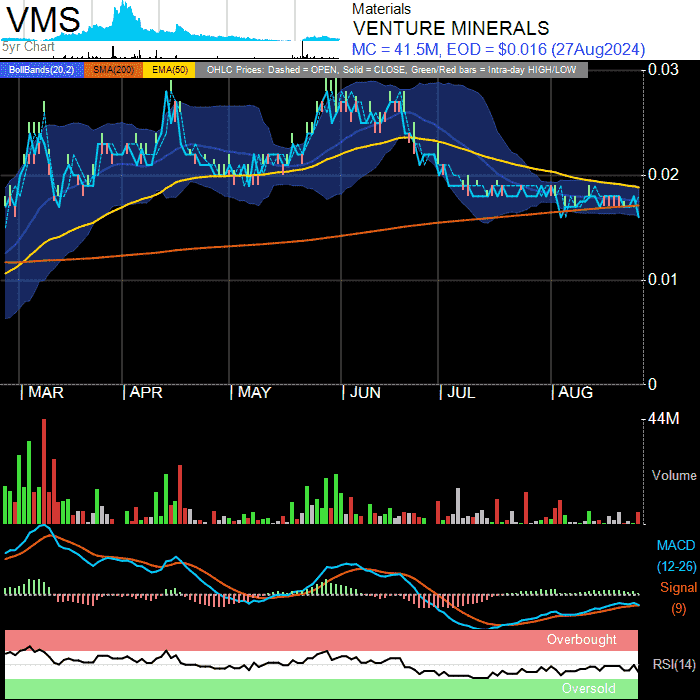 VMS
5yr Chart
Materials
VENTURE MINERALS
MC = 41.5M, EOD = $0.016 (27Aug2024)
BollBands(20,2) SMA(200) EMA(50) OHLC Prices: Dashed = OPEN, Solid = CLOSE, Green/Red bars = Intra-day HIGH/LOW
0.03
0.02
0.01
0
MAR APR MAY JUN JUL AUG
44M
Volume
MACD
(12-26)
Signal
(9)
Overbought
RSI(14)
Oversold